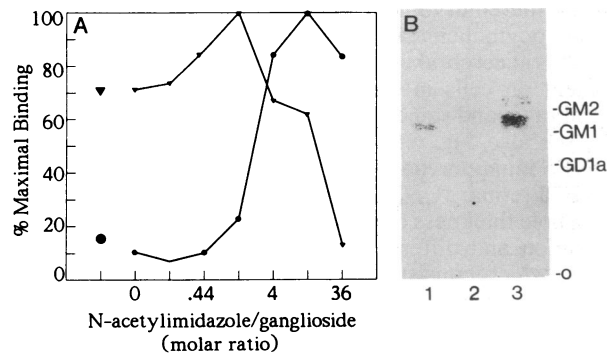 A
100
80
60
40
20
0
% Maximal Binding
0 .44 4 36
N-acetylimidazole/ganglioside
(molar ratio)
B
-GM2
-GM1
-GD1a
-o
1 2 3